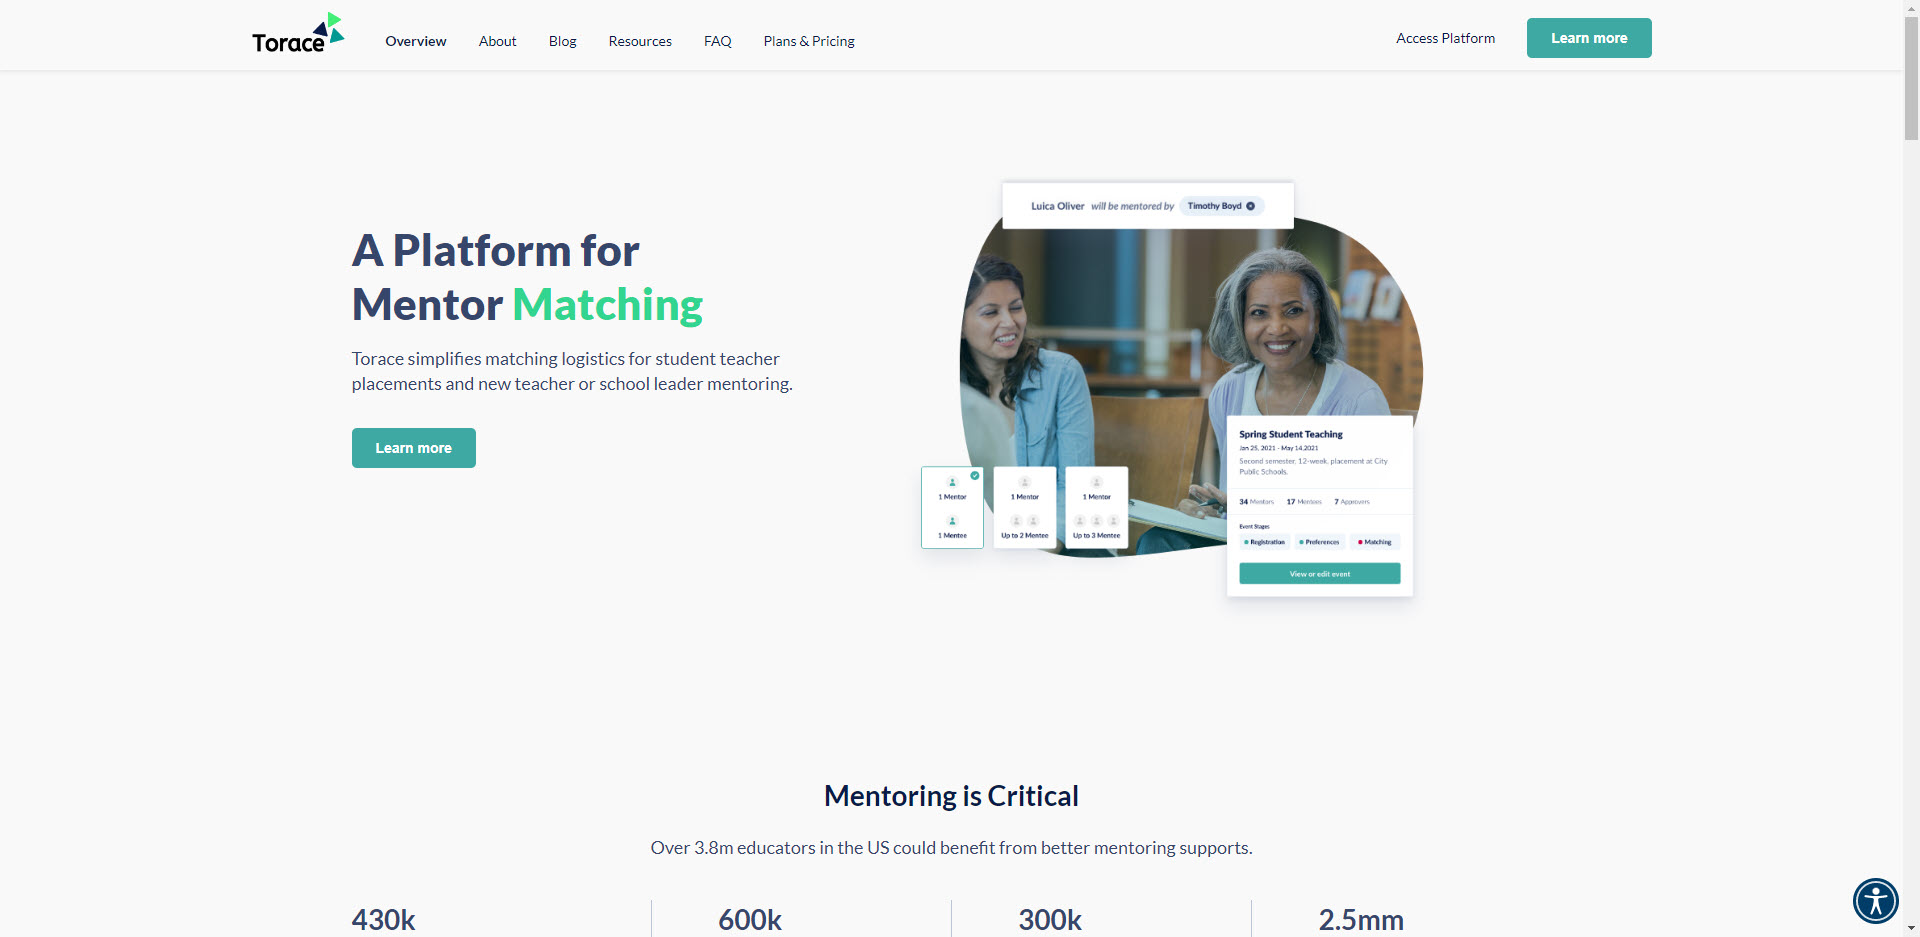 Torace
Overview
About
Blog
Resources
FAQ
Plans & Pricing
Access Platform
Learn more
A Platform for
Mentor Matching
Torace simplifies matching logistics for student teacher
placements and new teacher or school leader mentoring.
Learn more
Luica Oliver will be mentored by Timothy Boyd
1 Mentor
1 Mentee
1 Mentor
Up to 2 Mentee
1 Mentor
Up to 3 Mentee
Spring Student Teaching
Jan 25, 2021 - May 14,2021
Second semester, 12-week, placement at City
Public Schools.
34 Mentors 17 Mentees 7 Approvers
Event Stages
Registration Preferences Matching
View or edit event
Mentoring is Critical
Over 3.8m educators in the US could benefit from better mentoring supports.
430k
600k
300k
2.5mm